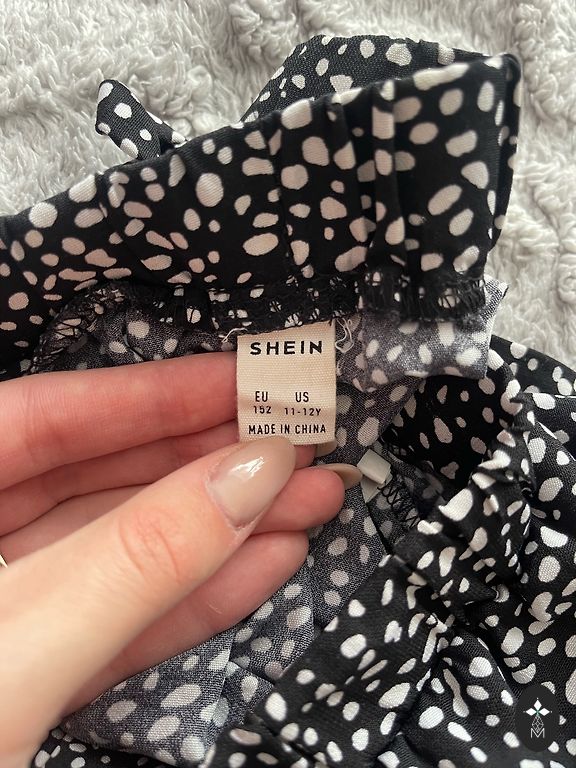 SHEIN
EU US
152 11-12Y
MADE IN CHINA